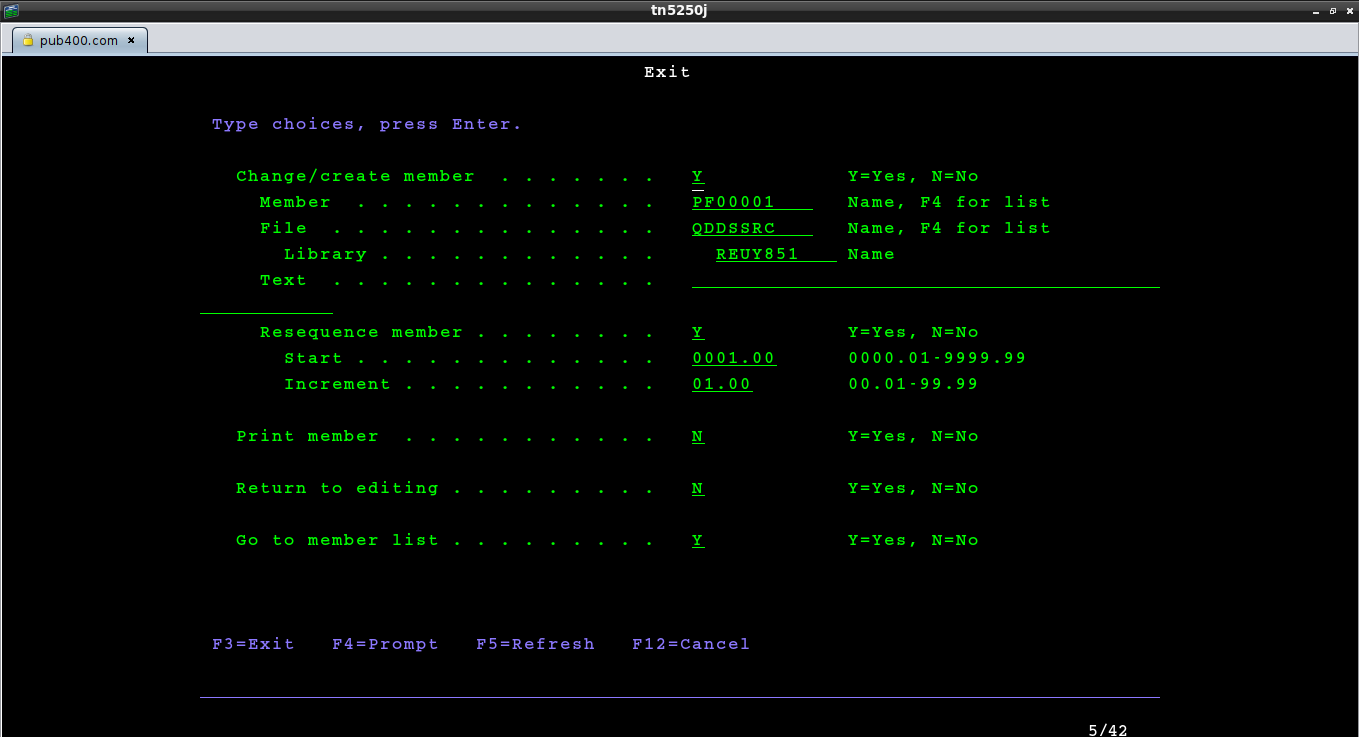 tn5250j
pub400.com
Exit
Type choices, press Enter.
Change/create member . . . . . . . Y Y=Yes, N=No
Member . . . . . . . . . . . . . PF00001 Name, F4 for list
File . . . . . . . . . . . . . . QDDSSRC Name, F4 for list
Library . . . . . . . . . . . . REUY851 Name
Text . . . . . . . . . . . . . .
Resequence member . . . . . . . . Y Y=Yes, N=No
Start . . . . . . . . . . . . . 0001.00 0000.01-9999.99
Increment . . . . . . . . . . . 01.00 00.01-99.99
Print member . . . . . . . . . . . N Y=Yes, N=No
Return to editing . . . . . . . . . N Y=Yes, N=No
Go to member list . . . . . . . . . Y Y=Yes, N=No
F3=Exit F4=Prompt F5=Refresh F12=Cancel
5/42